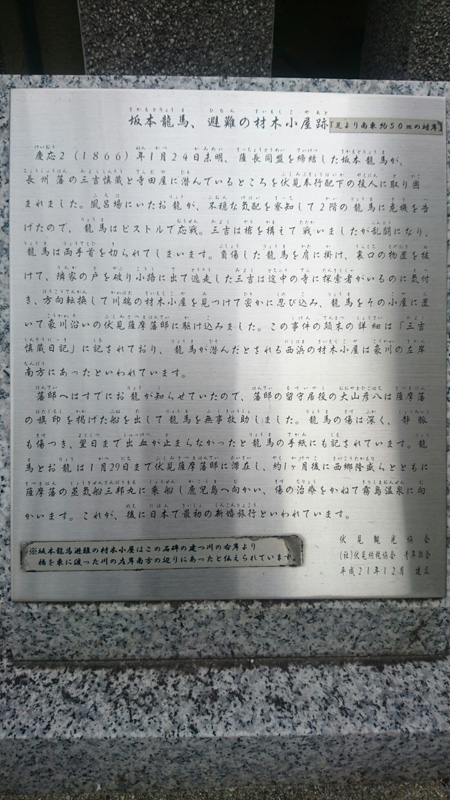 坂本龍馬、避難の材木小屋跡【是より南東約50mの対岸】
慶応2(1866)年1月24日未明、薩長同盟を締結した坂本龍馬が、
長州藩の三吉慎蔵と寺田屋に潜んでいるところを伏見奉行配下の役人に取り囲
まれました。風呂場にいたお龍が、不穏な気配を察知して2階の龍馬に危機を告
げたので、龍馬はピストルで応戦。三吉は槍を構えて戦いましたが乱闘になり、
龍馬は両手首を切られてしまいます。負傷した龍馬を肩に掛け、裏口の物置を抜
けて、隣家の戸を破り小路に出て逃走した三吉は途中の寺に探索者がいるのに気付
き、方向転換して川端の材木小屋を見つけて密かに忍び込み、龍馬をその小屋に置
いて濠川沿いの伏見薩摩藩邸に駆け込みました。この事件の顛末の詳細は「三吉
慎蔵日記」に記されており、龍馬が潜んだとされる西浜の材木小屋は濠川の左岸
南方にあったといわれています。
藩邸へはすでにお龍が知らせていたので、藩邸の留守居役の大山彦八は薩摩藩
の旗印を掲げた船を出して龍馬を無事救助しました。龍馬の傷は深く、静脈
も傷つき、翌日まで出血が止まらなかったと龍馬の手紙にも記されています。龍
馬とお龍は1月29日まで伏見薩摩藩邸に滞在し、約1ヶ月後に西郷隆盛らとともに
薩摩藩の蒸気船三邦丸に乗船し鹿児島へ向かい、傷の治療をかねて霧島温泉に向
かいます。これが、後に日本で最初の新婚旅行といわれています。
※坂本龍馬避難の材木小屋はこの石碑の建つ川の右岸より
橋を東に渡った川の左岸南方の辺りにあったと伝えられています。
伏見観光協会
(社)伏見納税協会 青年部会
平成21年12月 建立